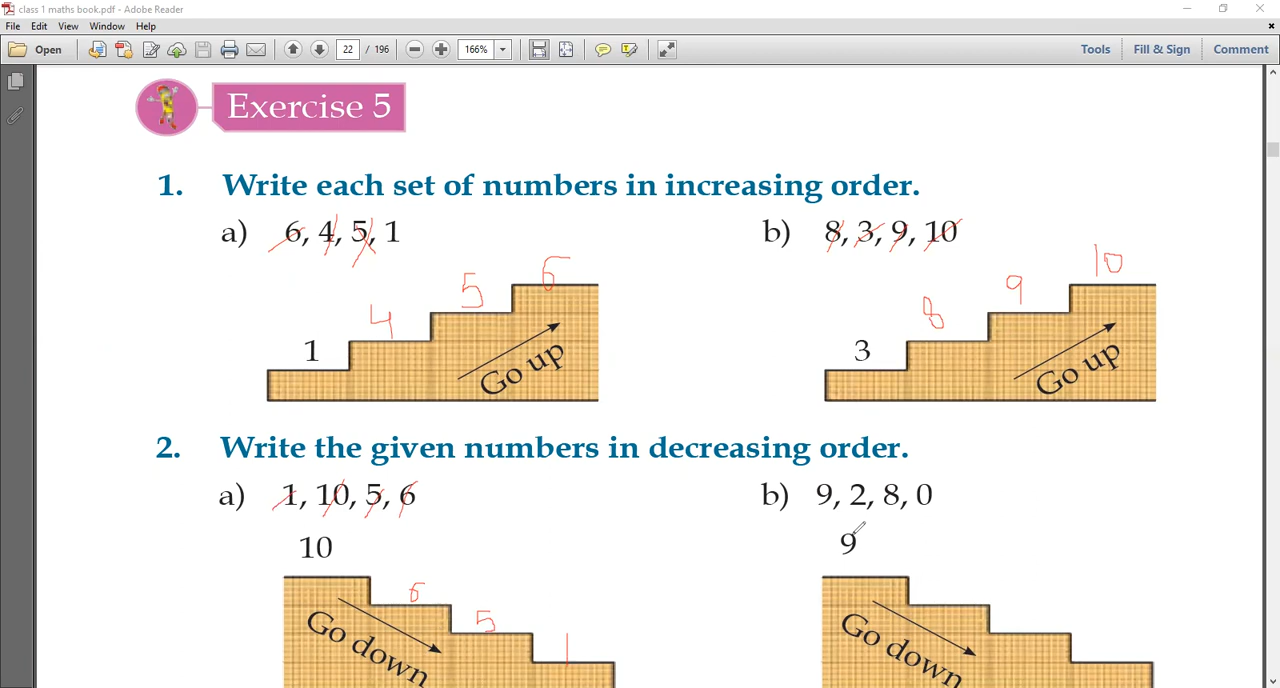 class 1 maths book.pdf - Adobe Reader
File Edit View Window Help
Open 22 / 196 166% Tools Fill & Sign Comment
Exercise 5
1. Write each set of numbers in increasing order.
a) 6, 4, 5, 1 b) 8, 3, 9, 10
1 4 5 6 3 8 9 10
Go up Go up
2. Write the given numbers in decreasing order.
a) 1, 10, 5, 6 b) 9, 2, 8, 0
10 6 5 1 9
Go down Go down